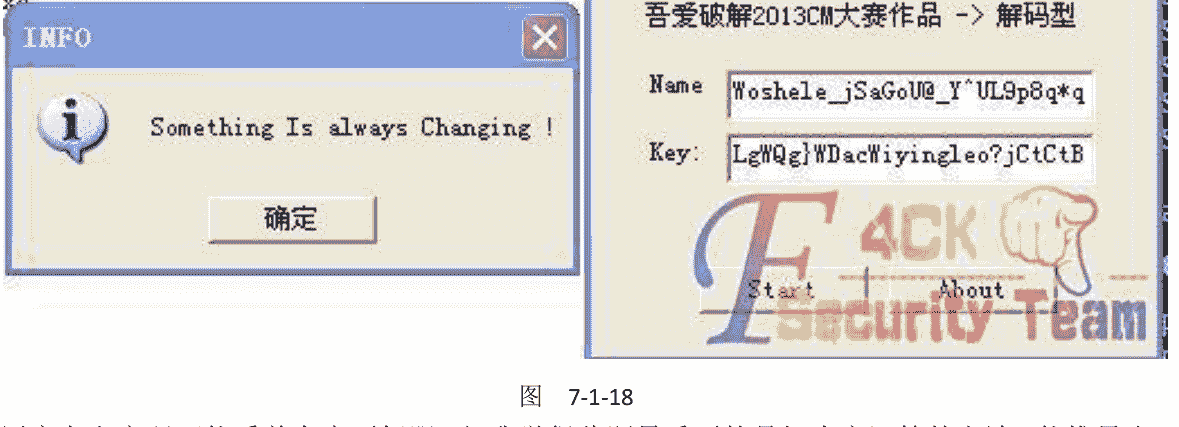 INFO
Something Is always Changing !
确定
吾爱破解2013CM大赛作品 -> 解码型
Name
Woshele_jSaGoU@_Y^UL9p8q*q
Key:
LgWQg}WDacWiyingleo?jCtCtB
Start
About
F4CK
Security Team
图 7-1-18